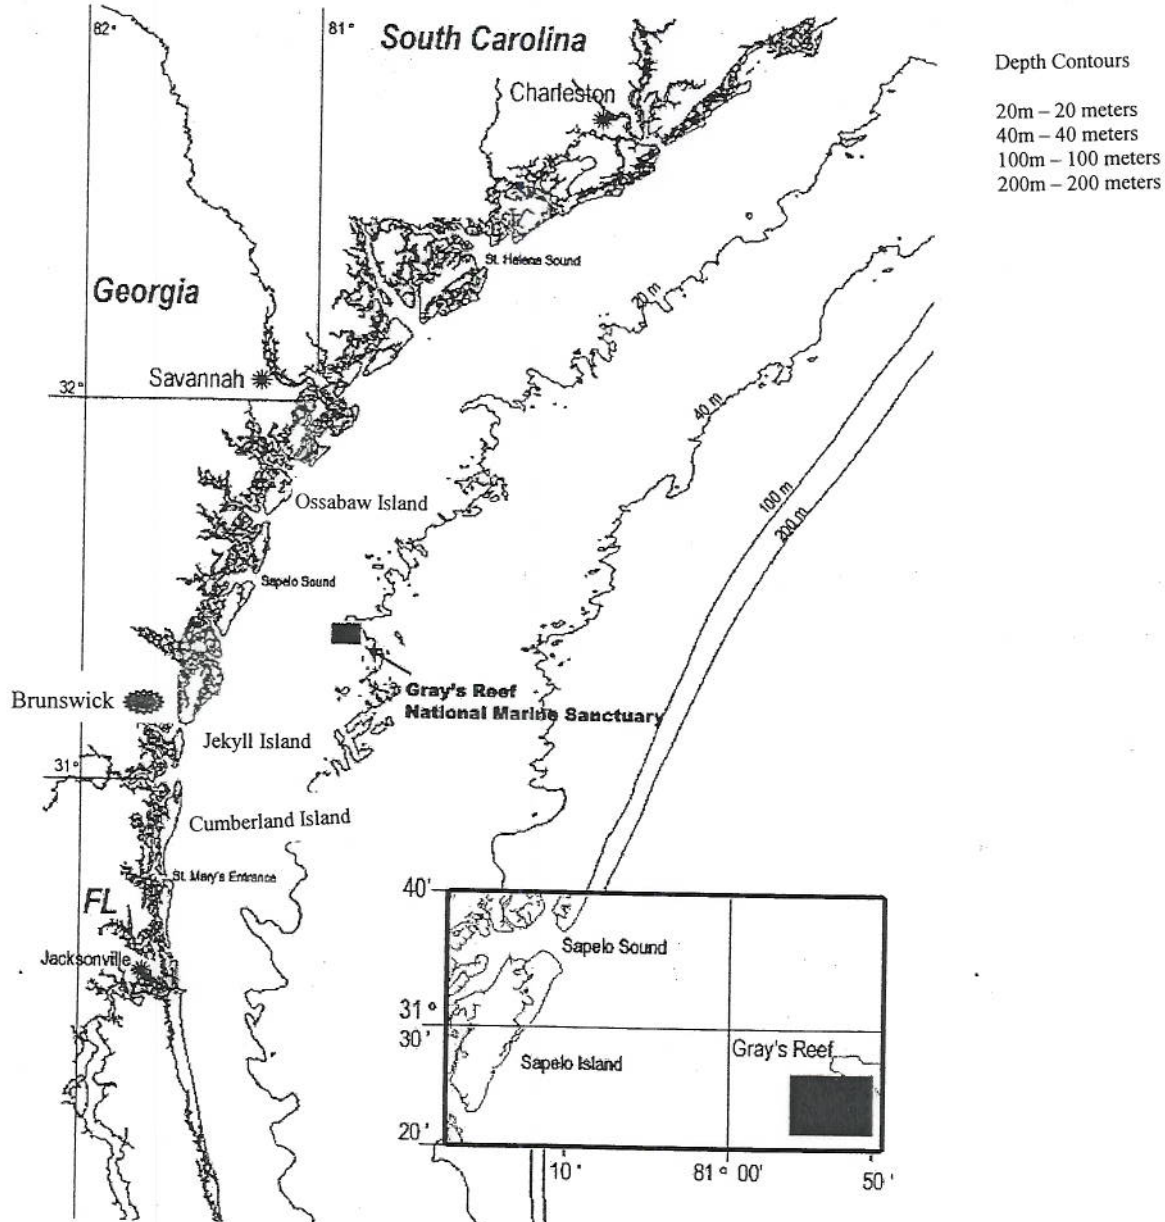 82°
81°
South Carolina
Depth Contours
Charleston
20m – 20 meters
40m – 40 meters
100m – 100 meters
200m – 200 meters
St. Helena Sound
Georgia
20 m
Savannah
32°
40 m
Ossabaw Island
100 m
200 m
Sapelo Sound
Gray's Reef
National Marine Sanctuary
Brunswick
Jekyll Island
31°
Cumberland Island
St. Mary's Entrance
FL
Jacksonville
40'
Sapelo Sound
31°
30'
Gray's Reef
Sapelo Island
20'
10'
81° 00'
50'